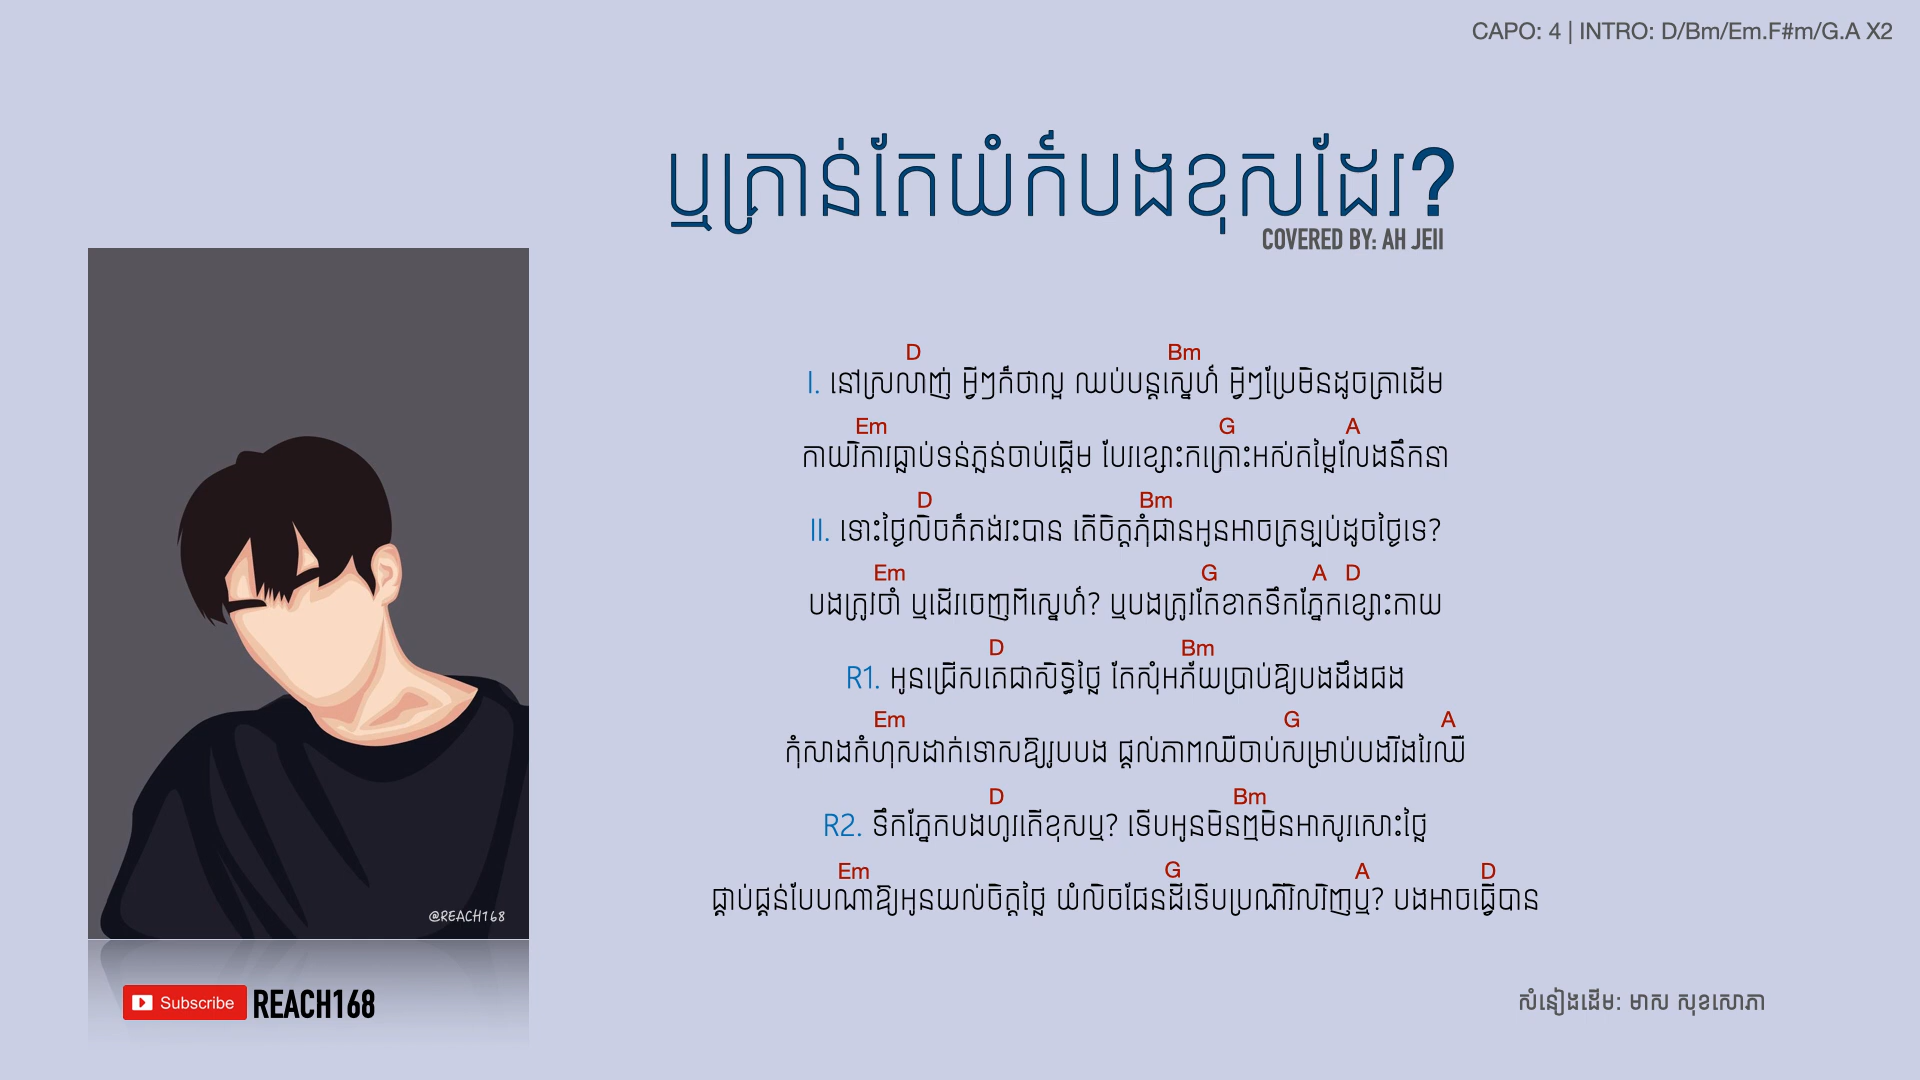 CAPO: 4 | INTRO: D/Bm/Em.F#m/G.A X2
ឬគ្រាន់តែយំក៏បងខុសដែរ?
COVERED BY: AH JEII
D Bm
I. នៅស្រលាញ់ អ្វីៗក៏ថាល្អ ឈប់បន្តស្នេហ៍ អ្វីៗប្រែមិនដូចគ្រាដើម
Em G A
កាយវិការធ្លាប់ទន់ភ្លន់ចាប់ផ្ដើម បែរខ្សោះកក្រោះអស់តម្លៃលែងនឹកនា
D Bm
II. ទោះថ្ងៃលិចក៏គង់រះបាន តើចិត្តភុំជានអូនអាចត្រឡប់ដូចថ្ងៃទេ?
Em G A D
បងត្រូវចាំ ឬដើរចេញពីស្នេហ៍? ឬបងត្រូវតែខាតទឹកភ្នែកខ្សោះកាយ
D Bm
R1. អូនជ្រើសគេជាសិទ្ធិថ្លៃ តែសុំអភ័យប្រាប់ឱ្យបងដឹងផង
Em G A
កុំសាងកំហុសដាក់ទោសឱ្យរូបបង ផ្ដល់ភាពឈឺចាប់សម្រាប់បងរីងរៃឈឺ
D Bm
R2. ទឹកភ្នែកបងហូរតើខុសឬ? ទើបអូនមិនឮមិនអាសូរសោះថ្លៃ
Em G A D
ផ្ដាប់ផ្គន់បែបណាឱ្យអូនយល់ចិត្តថ្លៃ យំលិចផែនដីទើបប្រណីវិលវិញឬ? បងអាចធ្វើបាន
@REACH168
Subscribe REACH168
សំនៀងដើម: មាស សុខសោភា